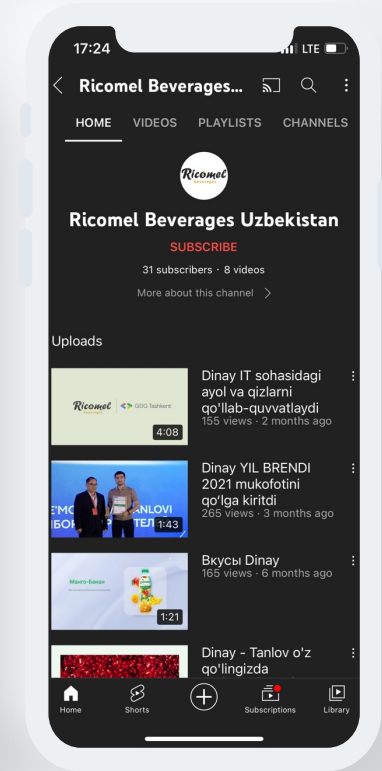 17:24
LTE
Ricomel Beverages...
HOME VIDEOS PLAYLISTS CHANNELS
Ricomel
beverages
Ricomel Beverages Uzbekistan
SUBSCRIBE
31 subscribers · 8 videos
More about this channel
Uploads
Ricomel
GDG Tashkent
4:08
Dinay IT sohasidagi
ayol va qizlarni
qo'llab-quvvatlaydi
155 views · 2 months ago
1:43
Dinay YIL BRENDI
2021 mukofotini
qo‘lga kiritdi
265 views · 3 months ago
Манго-Банан
1:21
Вкусы Dinay
165 views · 6 months ago
Dinay - Tanlov o'z
qo'lingizda
Home
Shorts
Subscriptions
Library